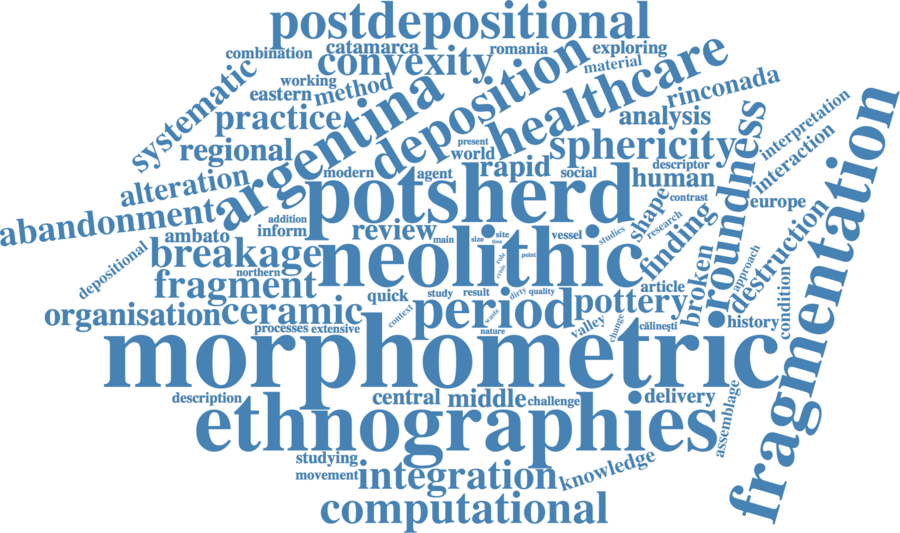 postdepositional
combination
catamarca
romania
exploring
convexity
material
systematic
working
eastern
method
argentina
deposition
healthcare
rinconada
practice
analysis
interpretation
regional
present
world
rapid
sphericity
interaction
descriptor
modern
agent
social
human
alteration
potsherd
contrast
roundness
europe
abandonment
addition
inform
review
shape
research
finding
ambato
main
size
site
time
vessel
studies
breakage
neolithic
role
point
crisis
destruction
approach
depositional
northern
fragment
quick
study
result
dirty
quality
article
broken
condition
fragmentation
organisation
ceramic
context
period
waste
pottery
processes
extensive
nature
valley
change
călinești
history
morphometric
description
central
middle
challenge
delivery
assemblage
ethnographies
studying
movement
integration
knowledge
computational